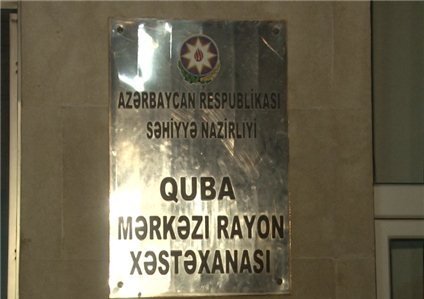 AZƏRBAYCAN RESPUBLİKASI
SƏHİYYƏ NAZİRLİYİ
QUBA
MƏRKƏZİ RAYON
XƏSTƏXANASI